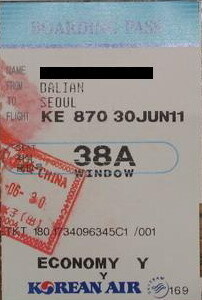 BOARDING PASS
NAME
FROM DALIAN
TO SEOUL
FLIGHT KE 870 30JUN11
SEAT
38A
WINDOW
CHINA
TKT 1801734096345C1 /001
ECONOMY Y
Y
KOREAN AIR 169